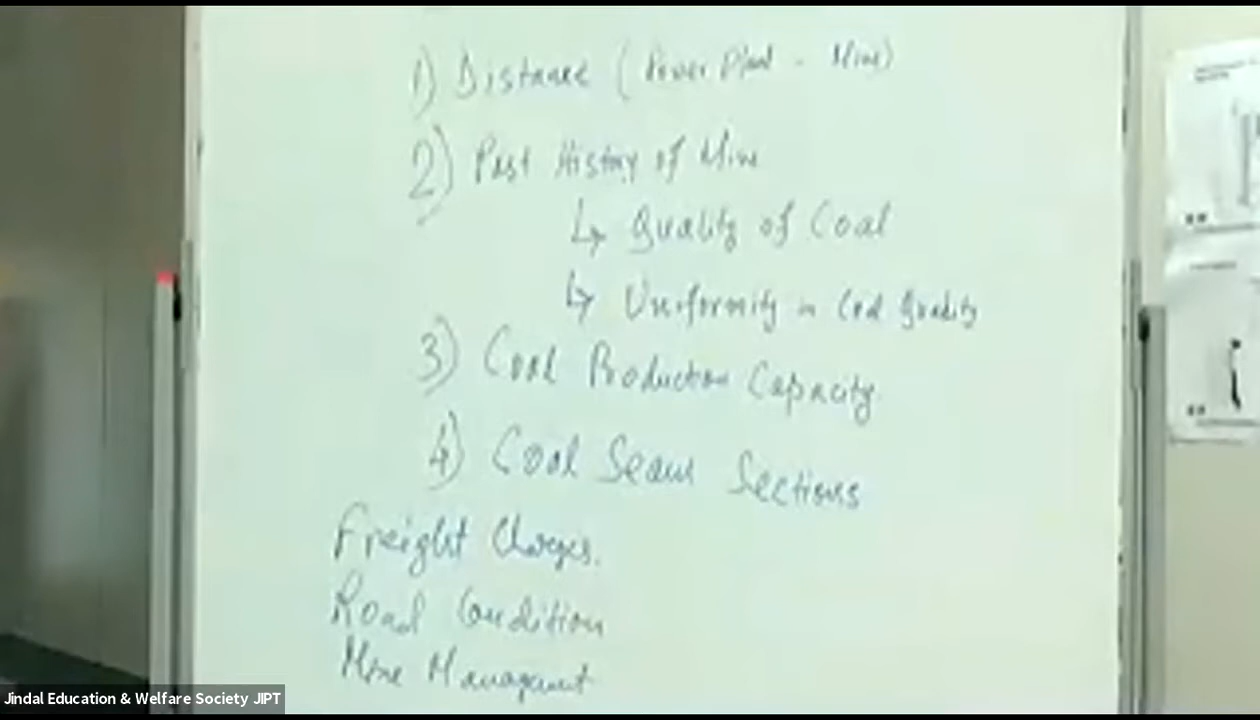 1) Distance (Power Plant - Mine)
2) Past History of Mine
↳ Quality of Coal
↳ Uniformity in Coal Quality
3) Coal Production Capacity
4) Coal Seam Sections
Freight Charges.
Road Condition
Mine Management
Jindal Education & Welfare Society JIPT